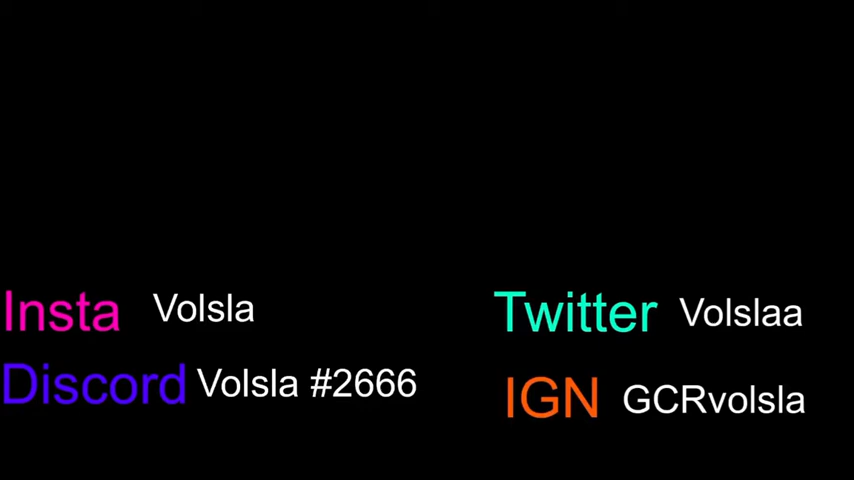 Insta Volsla
Twitter Volslaa
Discord Volsla #2666
IGN GCRvolsla